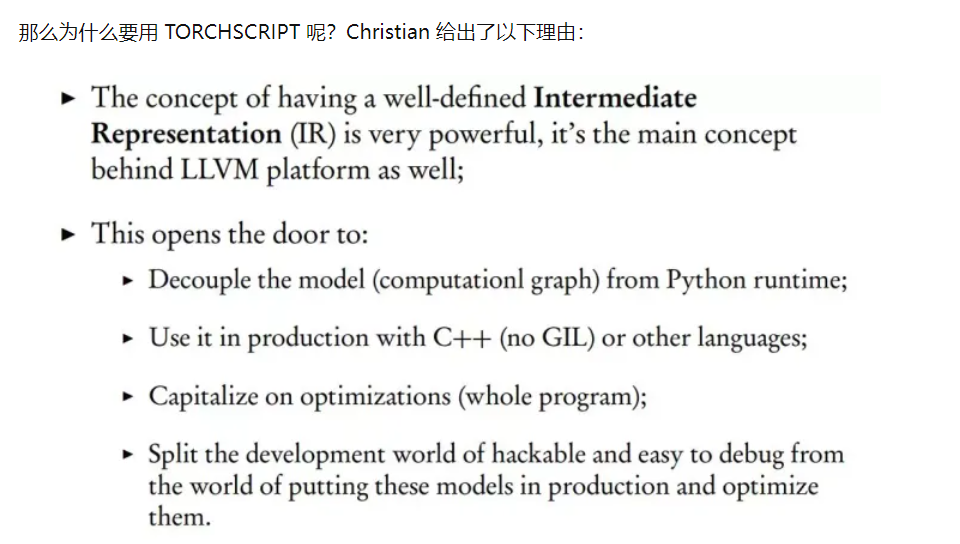 那么为什么要用 TORCHSCRIPT 呢？Christian 给出了以下理由：
► The concept of having a well-defined Intermediate
Representation (IR) is very powerful, it's the main concept
behind LLVM platform as well;
► This opens the door to:
► Decouple the model (computationl graph) from Python runtime;
► Use it in production with C++ (no GIL) or other languages;
► Capitalize on optimizations (whole program);
► Split the development world of hackable and easy to debug from
the world of putting these models in production and optimize
them.